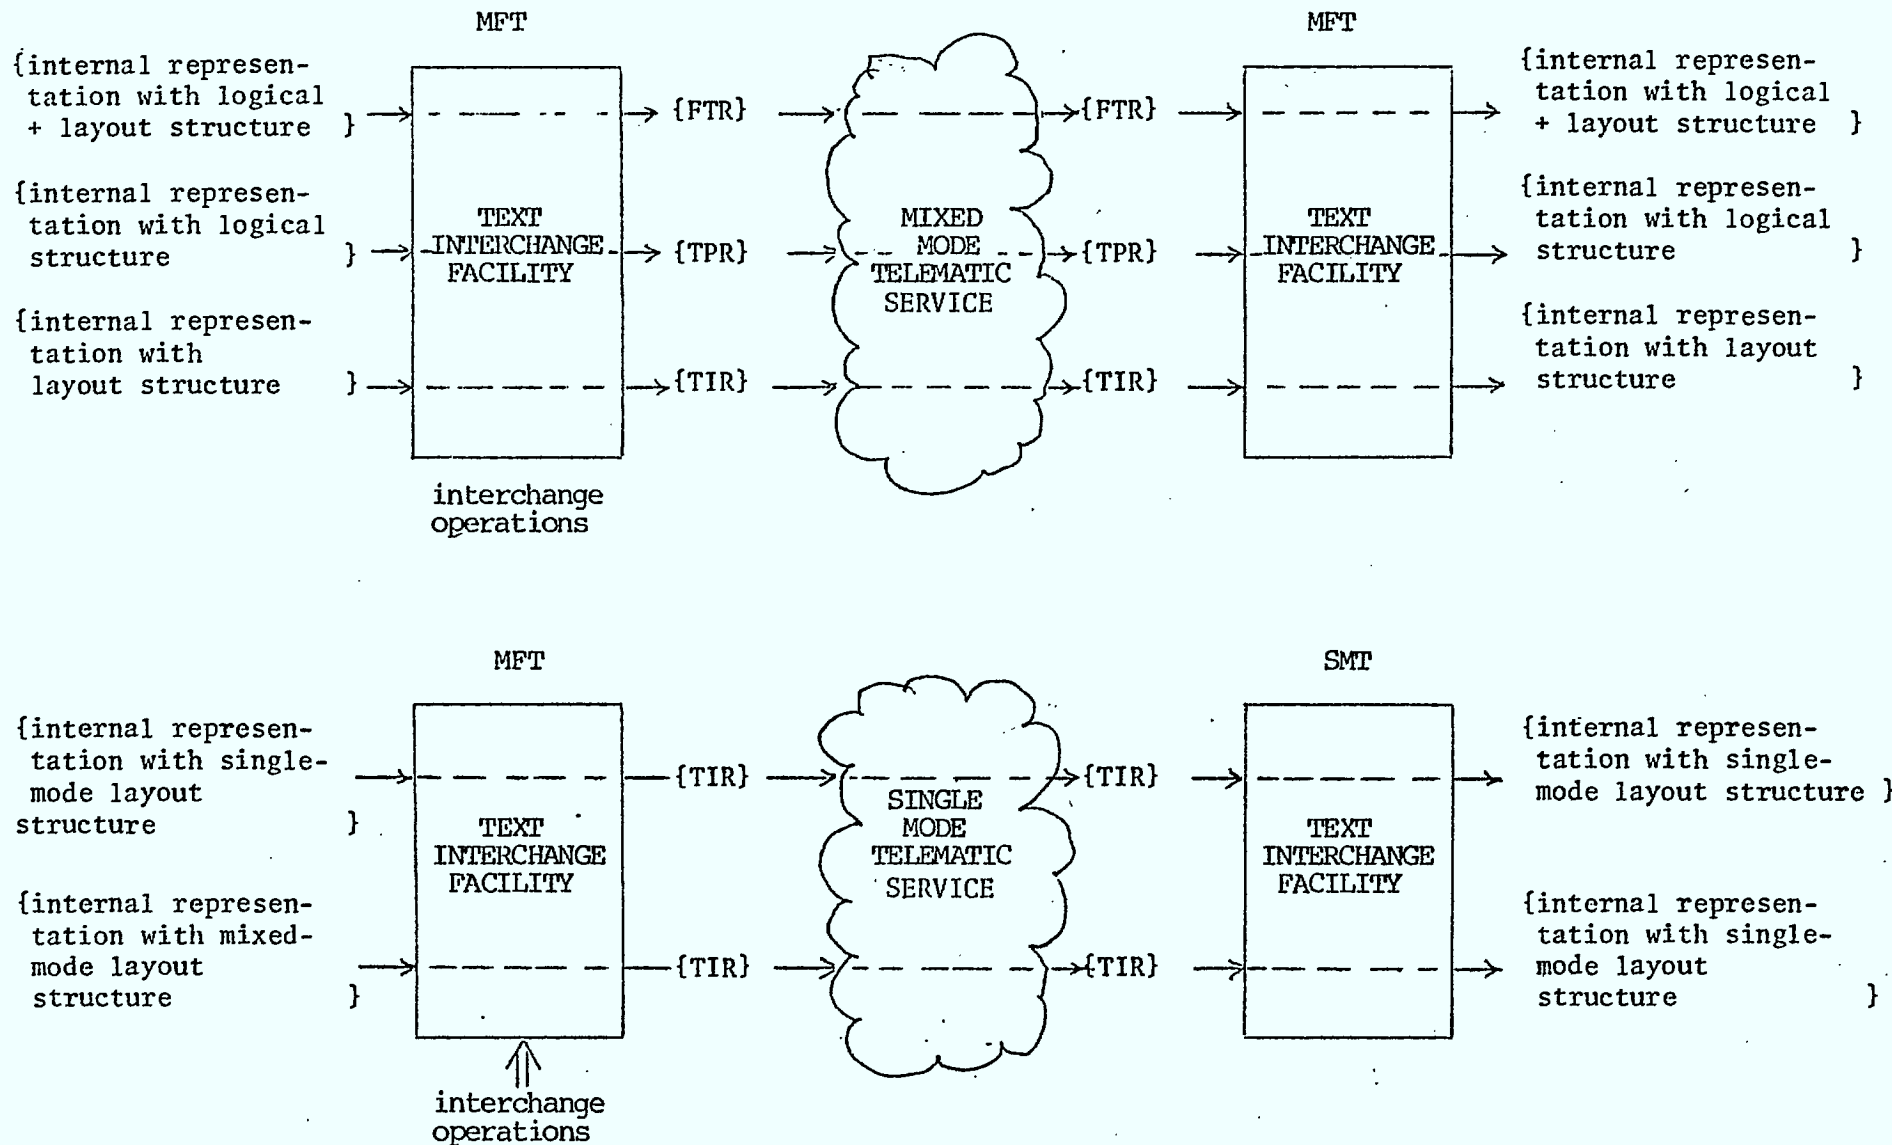 MFT
MFT
{internal represen-
tation with logical
+ layout structure }
{FTR}
{FTR}
{internal represen-
tation with logical
+ layout structure }
{internal represen-
tation with logical
structure }
TEXT
INTERCHANGE
FACILITY
{TPR}
MIXED
MODE
TELEMATIC
SERVICE
{TPR}
TEXT
INTERCHANGE
FACILITY
{internal represen-
tation with logical
structure }
{internal represen-
tation with
layout structure }
{TIR}
{TIR}
{internal represen-
tation with layout
structure }
interchange
operations
MFT
SMT
{internal represen-
tation with single-
mode layout
structure }
{TIR}
{TIR}
{internal represen-
tation with single-
mode layout structure }
TEXT
INTERCHANGE
FACILITY
SINGLE
MODE
TELEMATIC
SERVICE
TEXT
INTERCHANGE
FACILITY
{internal represen-
tation with mixed-
mode layout
structure }
{TIR}
{TIR}
{internal represen-
tation with single-
mode layout
structure }
interchange
operations